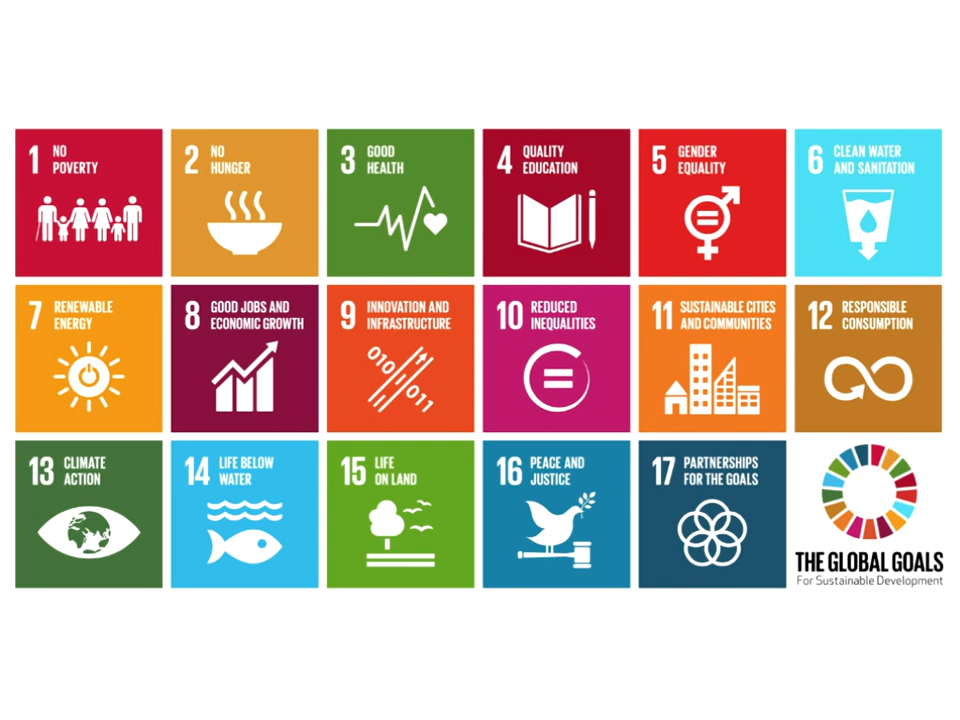 1 NO
POVERTY
2 NO
HUNGER
3 GOOD
HEALTH
4 QUALITY
EDUCATION
5 GENDER
EQUALITY
6 CLEAN WATER
AND SANITATION
7 RENEWABLE
ENERGY
8 GOOD JOBS AND
ECONOMIC GROWTH
9 INNOVATION AND
INFRASTRUCTURE
010
011
10 REDUCED
INEQUALITIES
11 SUSTAINABLE CITIES
AND COMMUNITIES
12 RESPONSIBLE
CONSUMPTION
13 CLIMATE
ACTION
14 LIFE BELOW
WATER
15 LIFE
ON LAND
16 PEACE AND
JUSTICE
17 PARTNERSHIPS
FOR THE GOALS
THE GLOBAL GOALS
For Sustainable Development